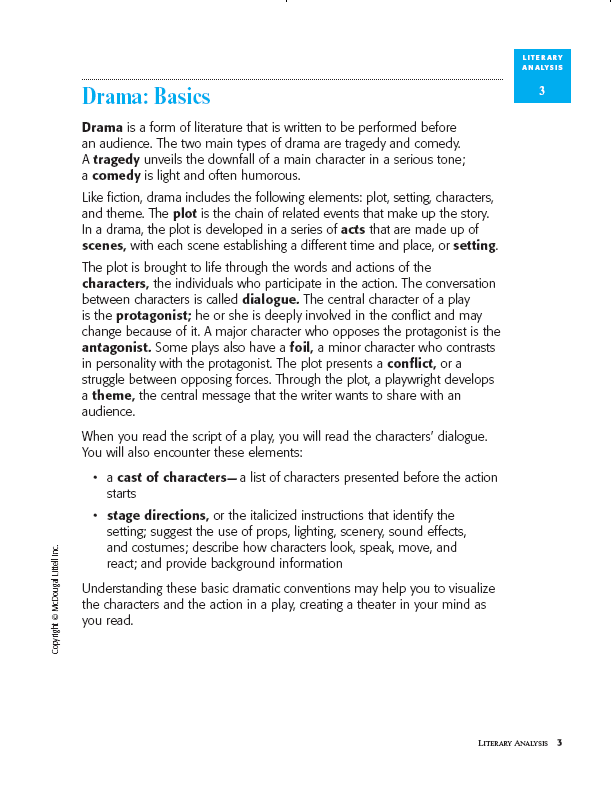 LITERARY
ANALYSIS
3
Drama: Basics
Drama is a form of literature that is written to be performed before
an audience. The two main types of drama are tragedy and comedy.
A tragedy unveils the downfall of a main character in a serious tone;
a comedy is light and often humorous.
Like fiction, drama includes the following elements: plot, setting, characters,
and theme. The plot is the chain of related events that make up the story.
In a drama, the plot is developed in a series of acts that are made up of
scenes, with each scene establishing a different time and place, or setting.
The plot is brought to life through the words and actions of the
characters, the individuals who participate in the action. The conversation
between characters is called dialogue. The central character of a play
is the protagonist; he or she is deeply involved in the conflict and may
change because of it. A major character who opposes the protagonist is the
antagonist. Some plays also have a foil, a minor character who contrasts
in personality with the protagonist. The plot presents a conflict, or a
struggle between opposing forces. Through the plot, a playwright develops
a theme, the central message that the writer wants to share with an
audience.
When you read the script of a play, you will read the characters’ dialogue.
You will also encounter these elements:
• a cast of characters—a list of characters presented before the action
starts
• stage directions, or the italicized instructions that identify the
setting; suggest the use of props, lighting, scenery, sound effects,
and costumes; describe how characters look, speak, move, and
react; and provide background information
Understanding these basic dramatic conventions may help you to visualize
the characters and the action in a play, creating a theater in your mind as
you read.
Copyright © McDougal Littell Inc.
LITERARY ANALYSIS 3